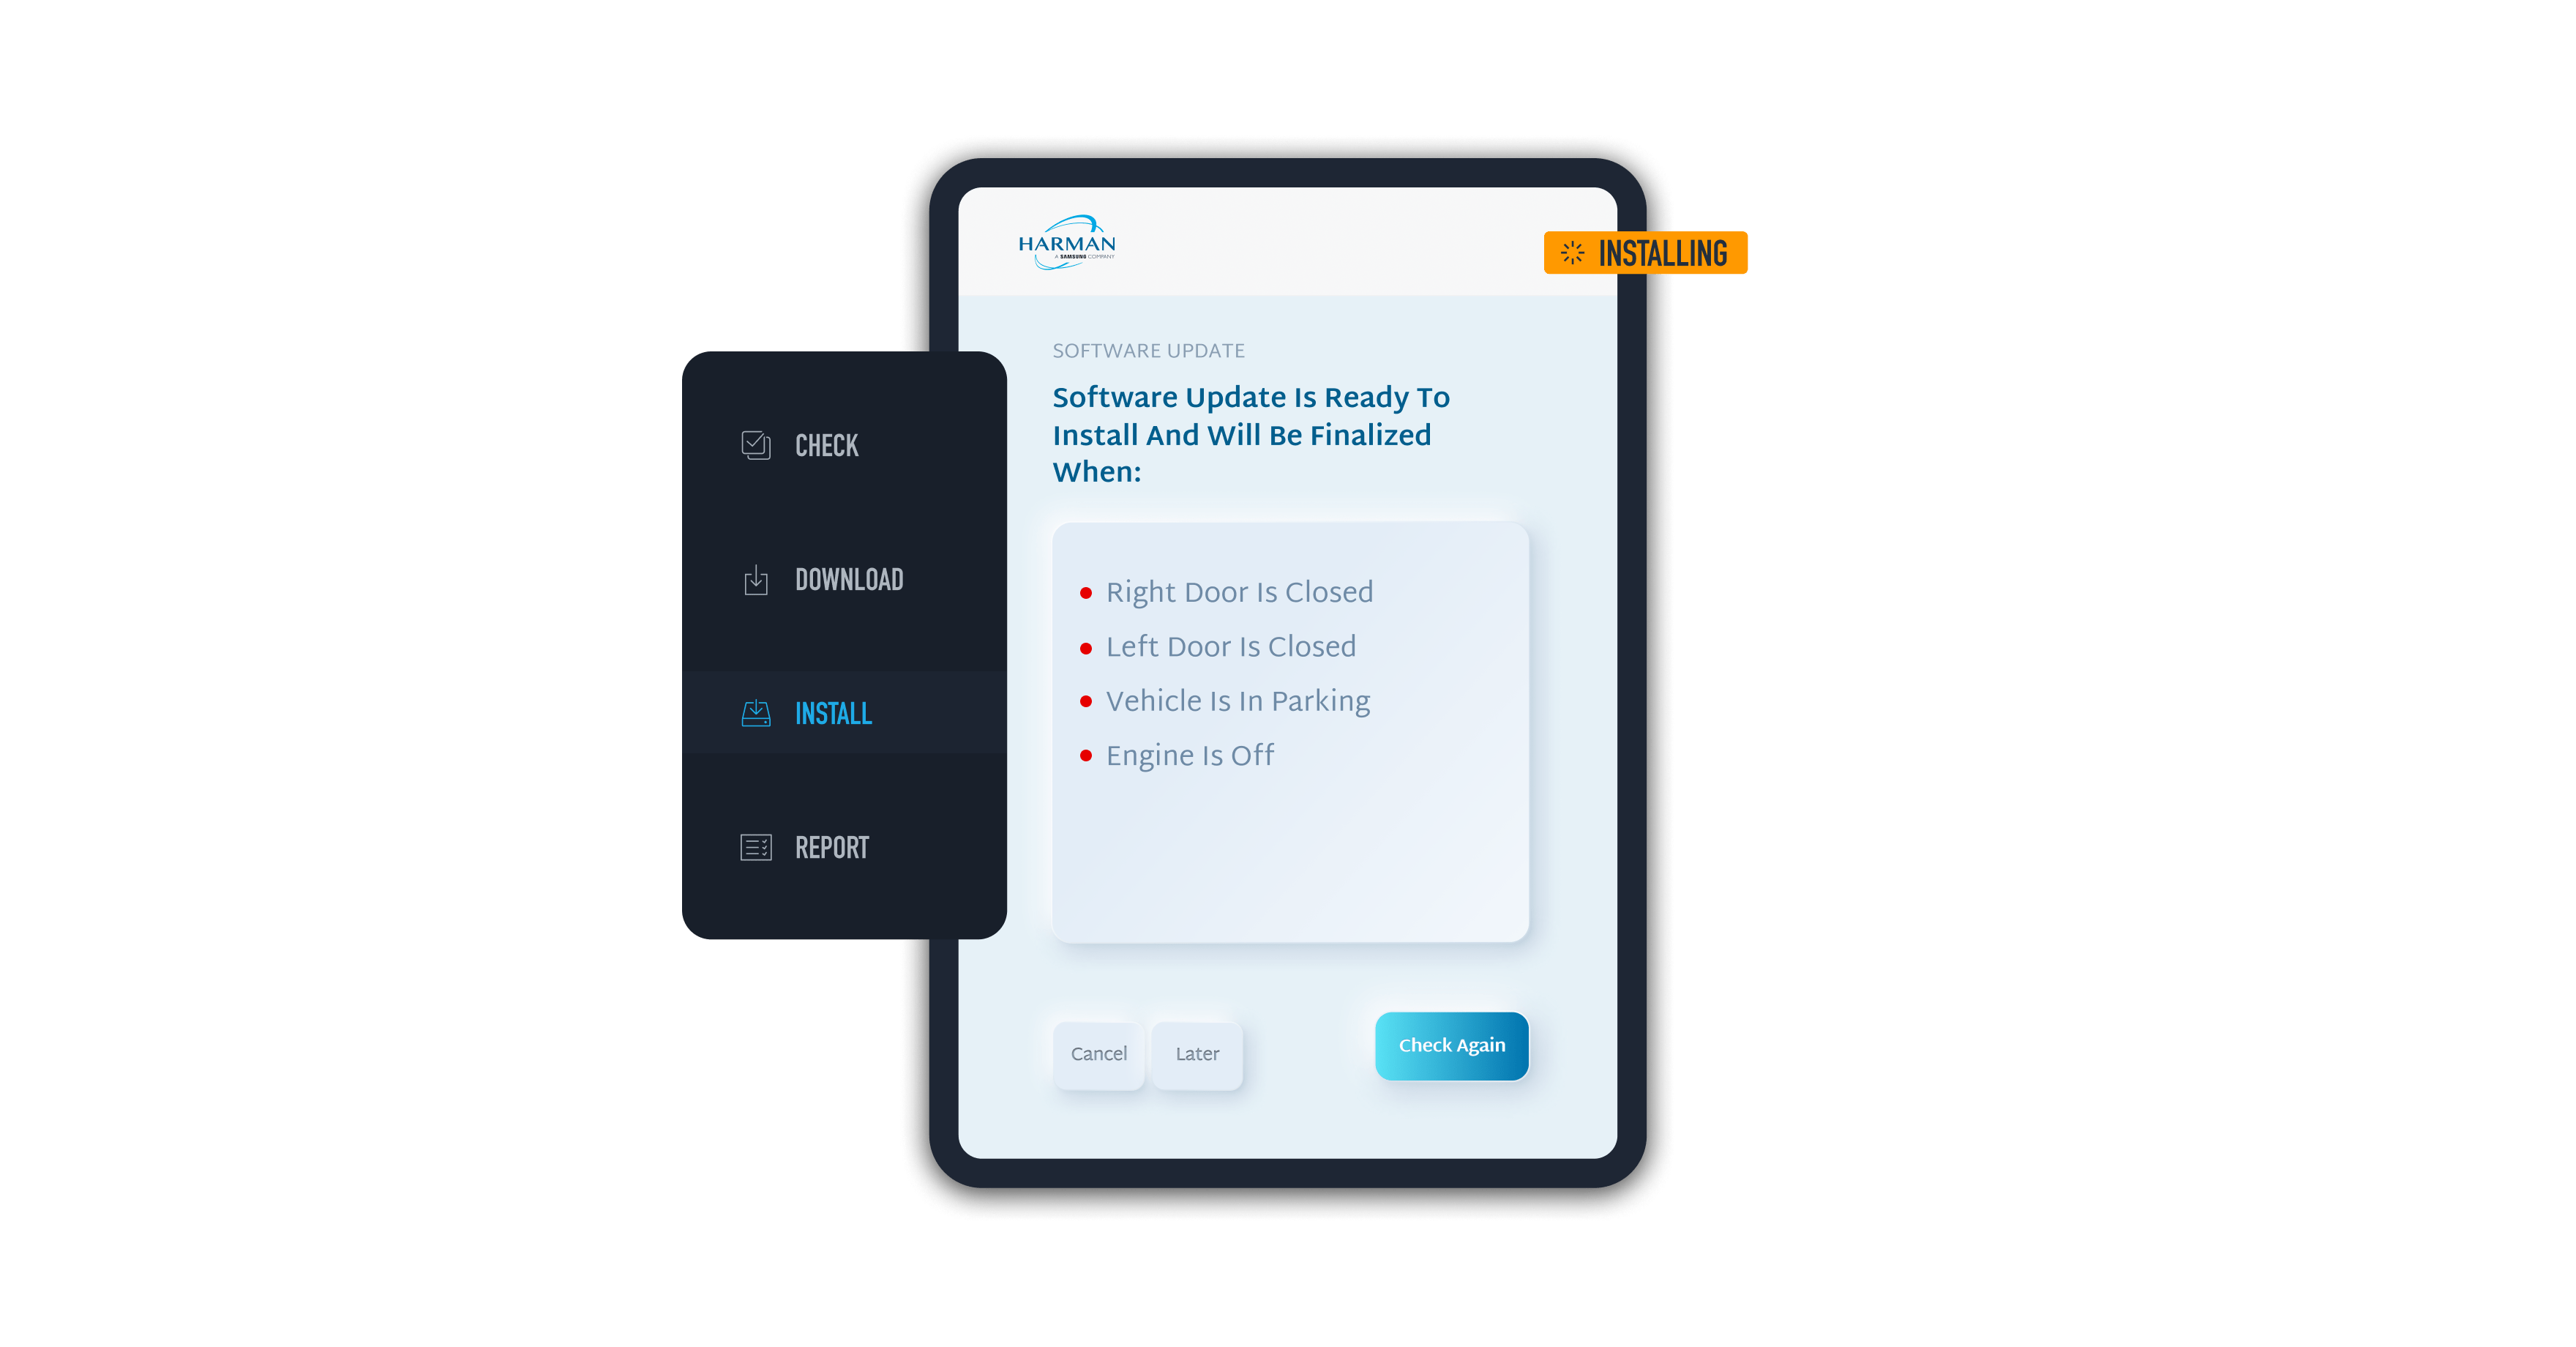 HARMAN
A SAMSUNG COMPANY
INSTALLING
SOFTWARE UPDATE
Software Update Is Ready To
Install And Will Be Finalized
When:
CHECK
DOWNLOAD
INSTALL
REPORT
Right Door Is Closed
Left Door Is Closed
Vehicle Is In Parking
Engine Is Off
Cancel
Later
Check Again